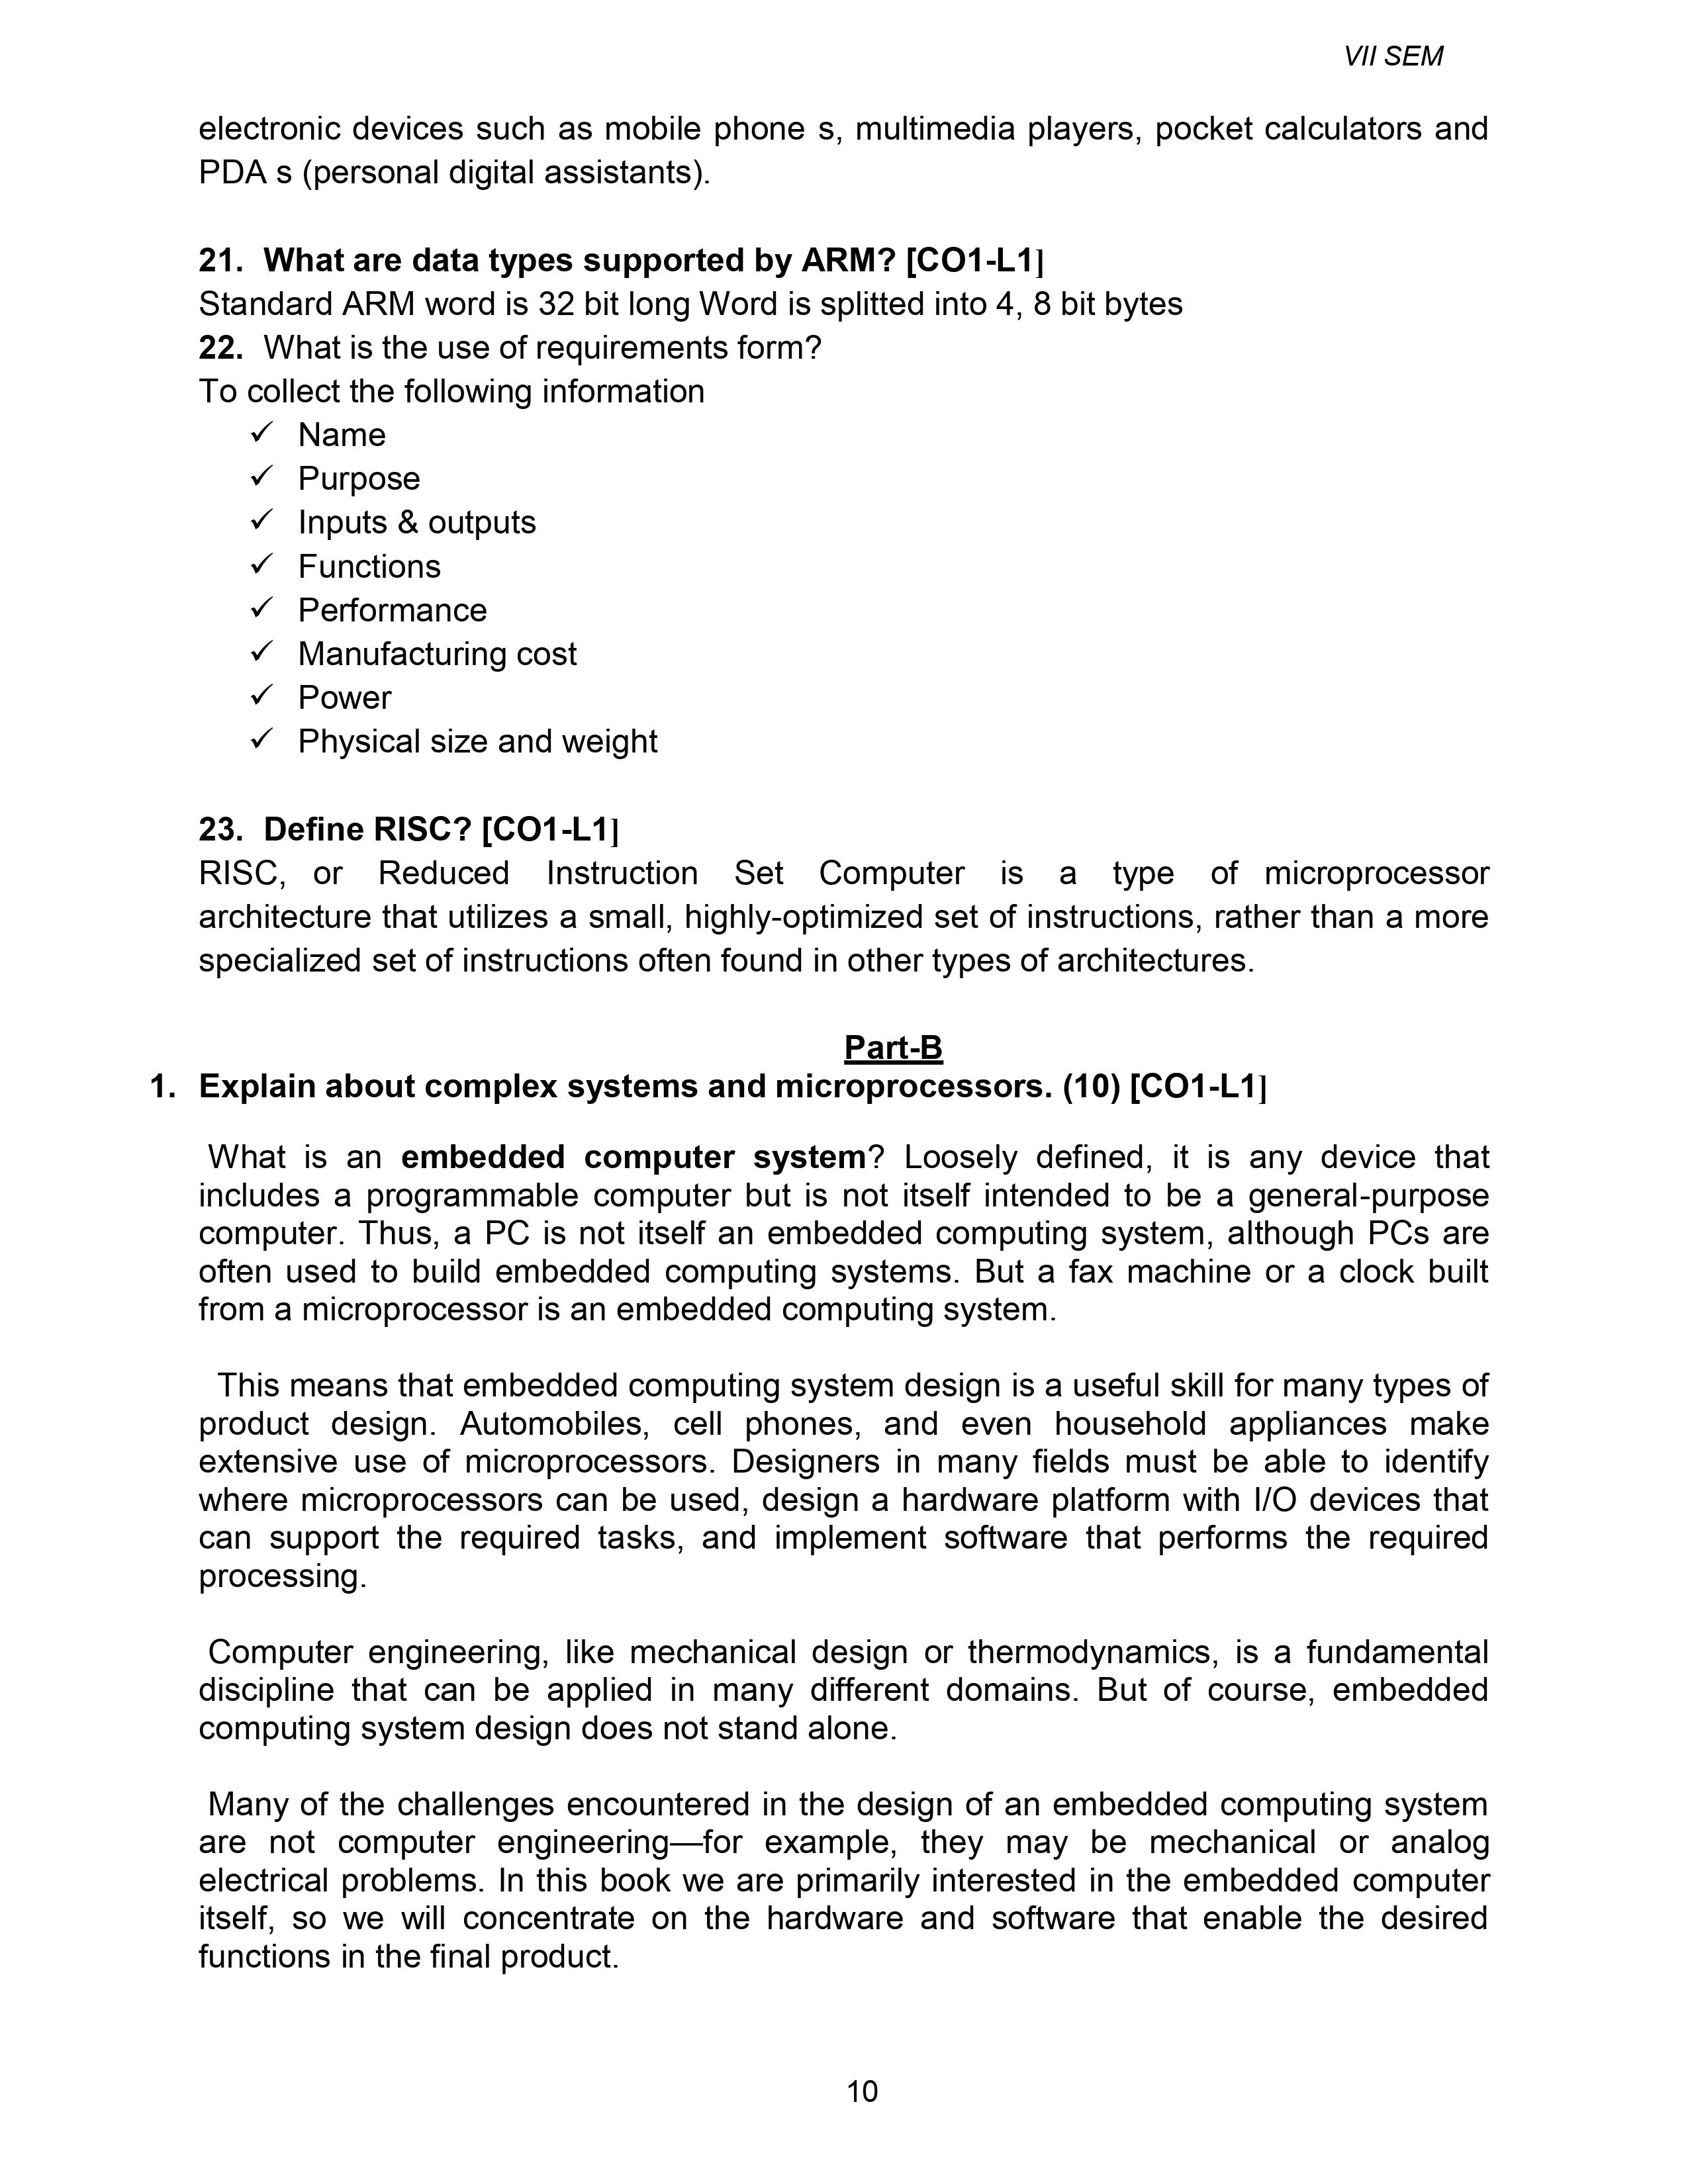 VII SEM
electronic devices such as mobile phone s, multimedia players, pocket calculators and
PDA s (personal digital assistants).
21. What are data types supported by ARM? [CO1-L1]
Standard ARM word is 32 bit long Word is splitted into 4, 8 bit bytes
22. What is the use of requirements form?
To collect the following information
✓ Name
✓ Purpose
✓ Inputs & outputs
✓ Functions
✓ Performance
✓ Manufacturing cost
✓ Power
✓ Physical size and weight
23. Define RISC? [CO1-L1]
RISC, or Reduced Instruction Set Computer is a type of microprocessor
architecture that utilizes a small, highly-optimized set of instructions, rather than a more
specialized set of instructions often found in other types of architectures.
Part-B
1. Explain about complex systems and microprocessors. (10) [CO1-L1]
What is an embedded computer system? Loosely defined, it is any device that
includes a programmable computer but is not itself intended to be a general-purpose
computer. Thus, a PC is not itself an embedded computing system, although PCs are
often used to build embedded computing systems. But a fax machine or a clock built
from a microprocessor is an embedded computing system.
This means that embedded computing system design is a useful skill for many types of
product design. Automobiles, cell phones, and even household appliances make
extensive use of microprocessors. Designers in many fields must be able to identify
where microprocessors can be used, design a hardware platform with I/O devices that
can support the required tasks, and implement software that performs the required
processing.
Computer engineering, like mechanical design or thermodynamics, is a fundamental
discipline that can be applied in many different domains. But of course, embedded
computing system design does not stand alone.
Many of the challenges encountered in the design of an embedded computing system
are not computer engineering—for example, they may be mechanical or analog
electrical problems. In this book we are primarily interested in the embedded computer
itself, so we will concentrate on the hardware and software that enable the desired
functions in the final product.
10